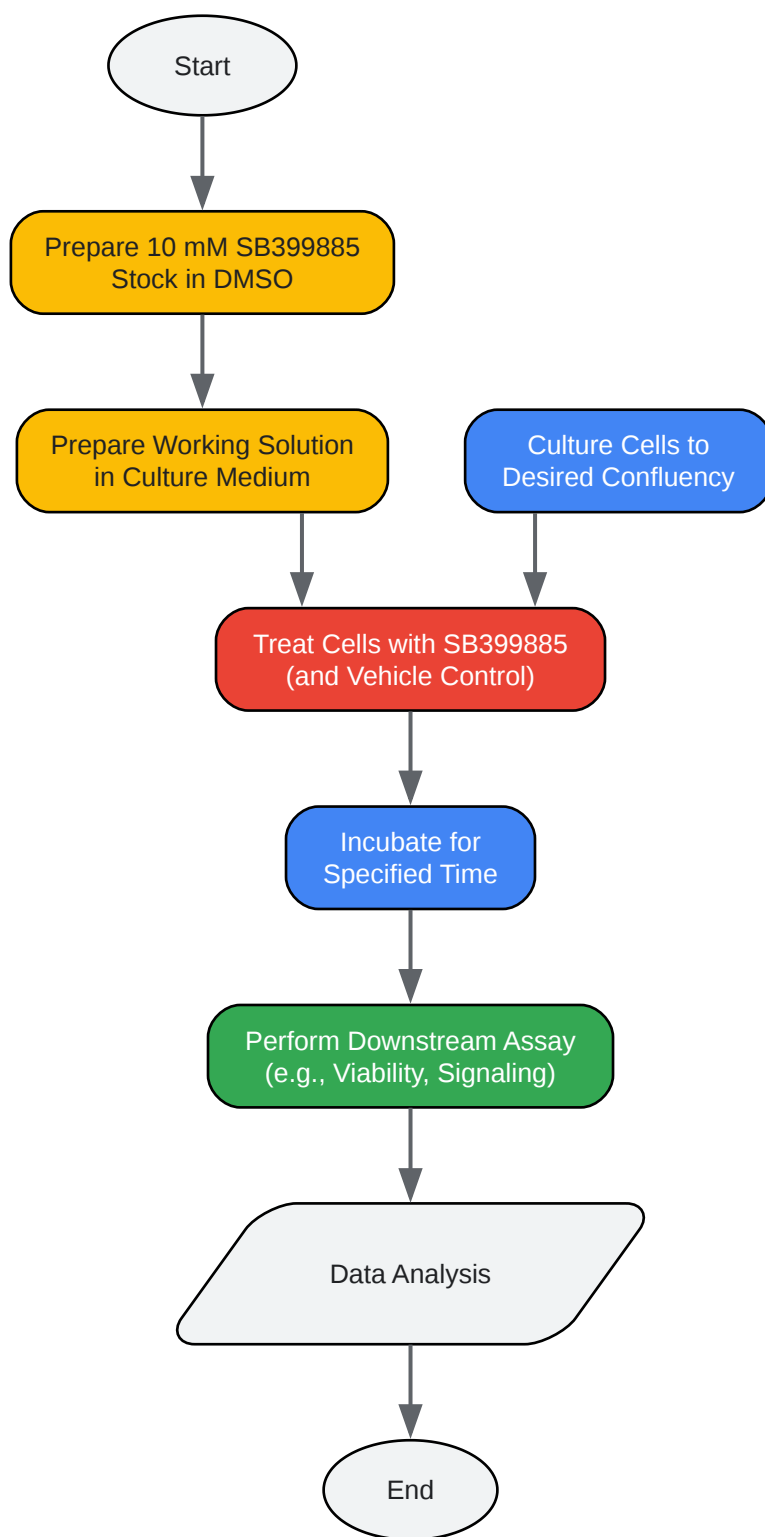 Start
Prepare 10 mM SB399885
Stock in DMSO
Prepare Working Solution
in Culture Medium
Culture Cells to
Desired Confluency
Treat Cells with SB399885
(and Vehicle Control)
Incubate for
Specified Time
Perform Downstream Assay
(e.g., Viability, Signaling)
Data Analysis
End